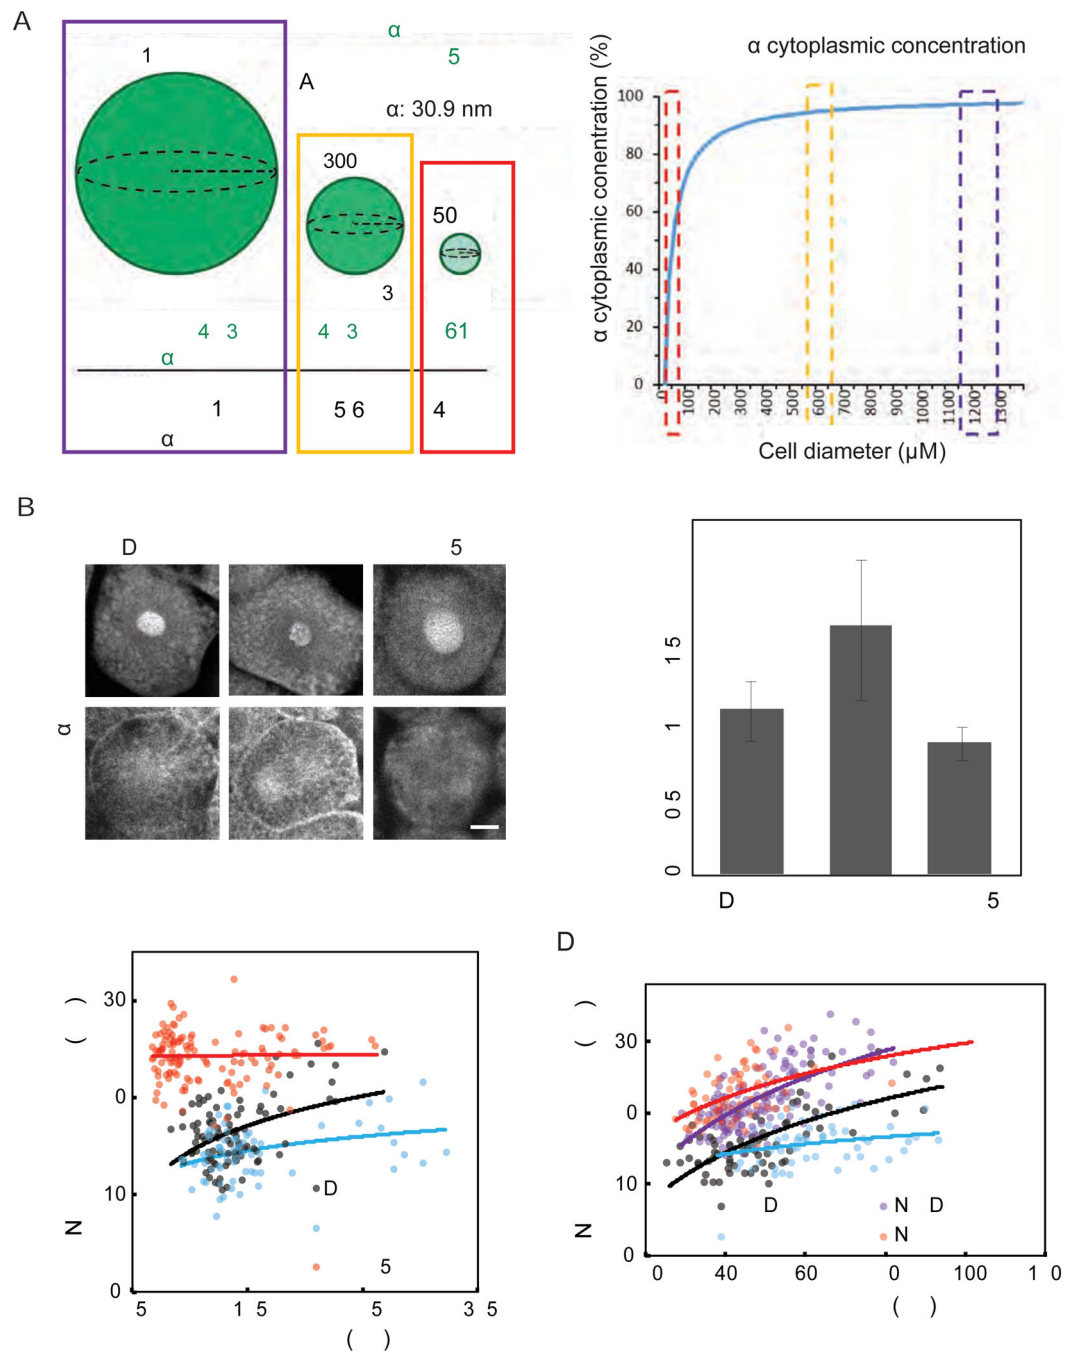 A
α
1
5
A
α: 30.9 nm
300
50
3
4 3
4 3
61
α
1
5 6
4
α
α cytoplasmic concentration
α cytoplasmic conentration (%)
100
80
60
40
20
0
0 100 200 300 400 500 600 700 800 900 1000 1100 1200 1300
Cell diameter (µM)
B
D 5
α
1 5
1
0 5
0
D 5
N ( )
30
0
10
0
D
5
5 1 5 5 3 5
( )
D
N ( )
30
0
10
0
D
N D
N
0 40 60 0 100 1 0
( )